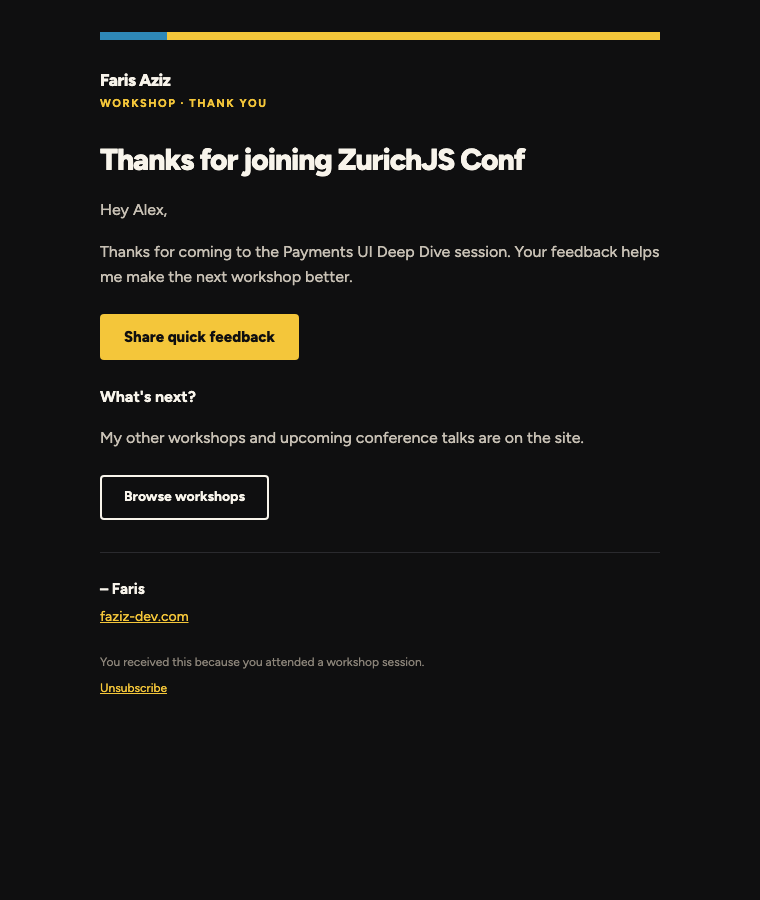 Faris Aziz
WORKSHOP · THANK YOU
Thanks for joining ZurichJS Conf
Hey Alex,
Thanks for coming to the Payments UI Deep Dive session. Your feedback helps
me make the next workshop better.
Share quick feedback
What's next?
My other workshops and upcoming conference talks are on the site.
Browse workshops
– Faris
faziz-dev.com
You received this because you attended a workshop session.
Unsubscribe